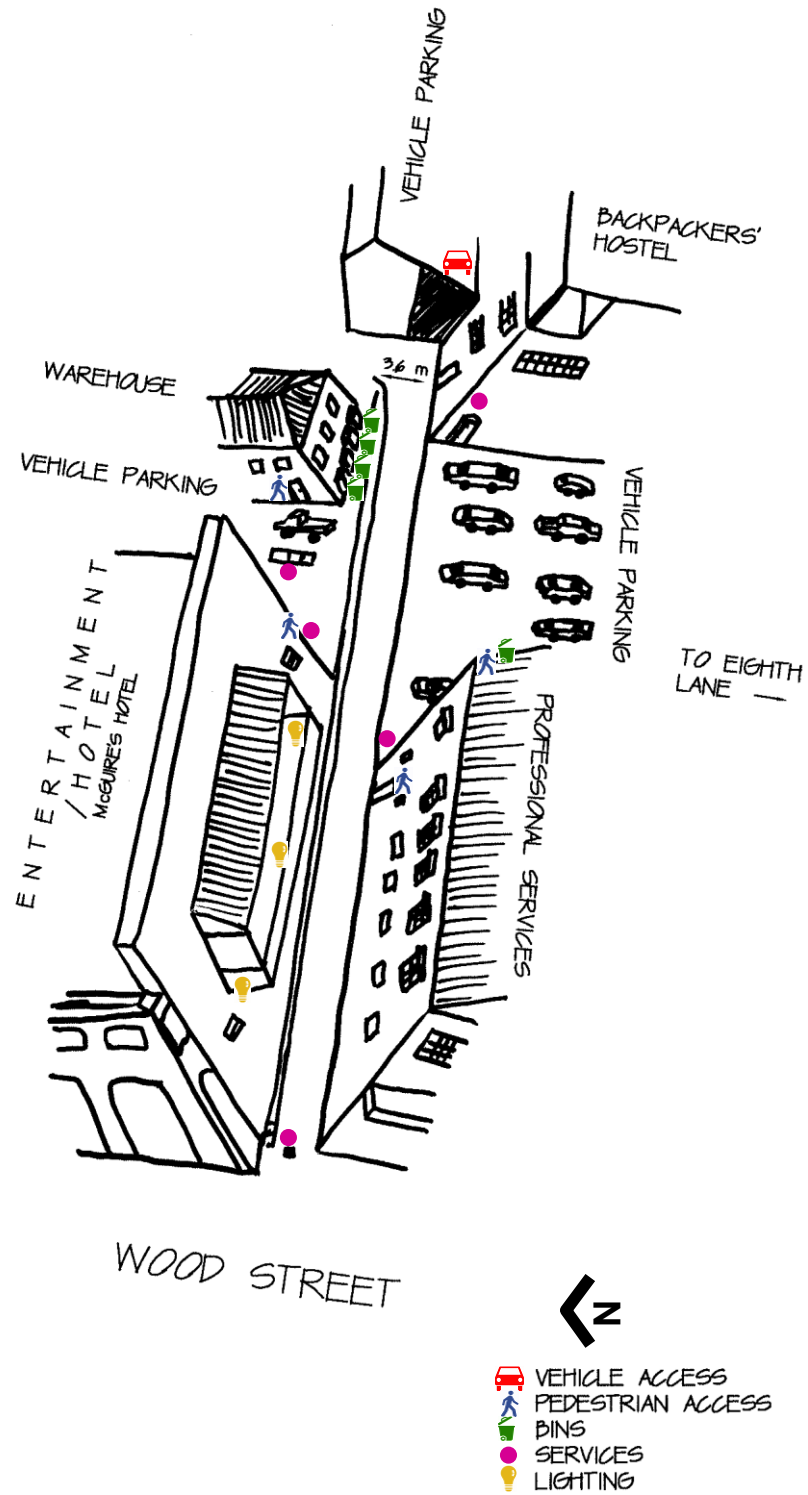 VEHICLE PARKING
BACKPACKERS'
HOSTEL
3.6 m
WAREHOUSE
VEHICLE PARKING
VEHICLE PARKING
ENTERTAINMENT
/HOTEL
McGUIRE'S HOTEL
TO EIGHTH
LANE —
PROFESSIONAL SERVICES
WOOD STREET
N
VEHICLE ACCESS
PEDESTRIAN ACCESS
BINS
SERVICES
LIGHTING